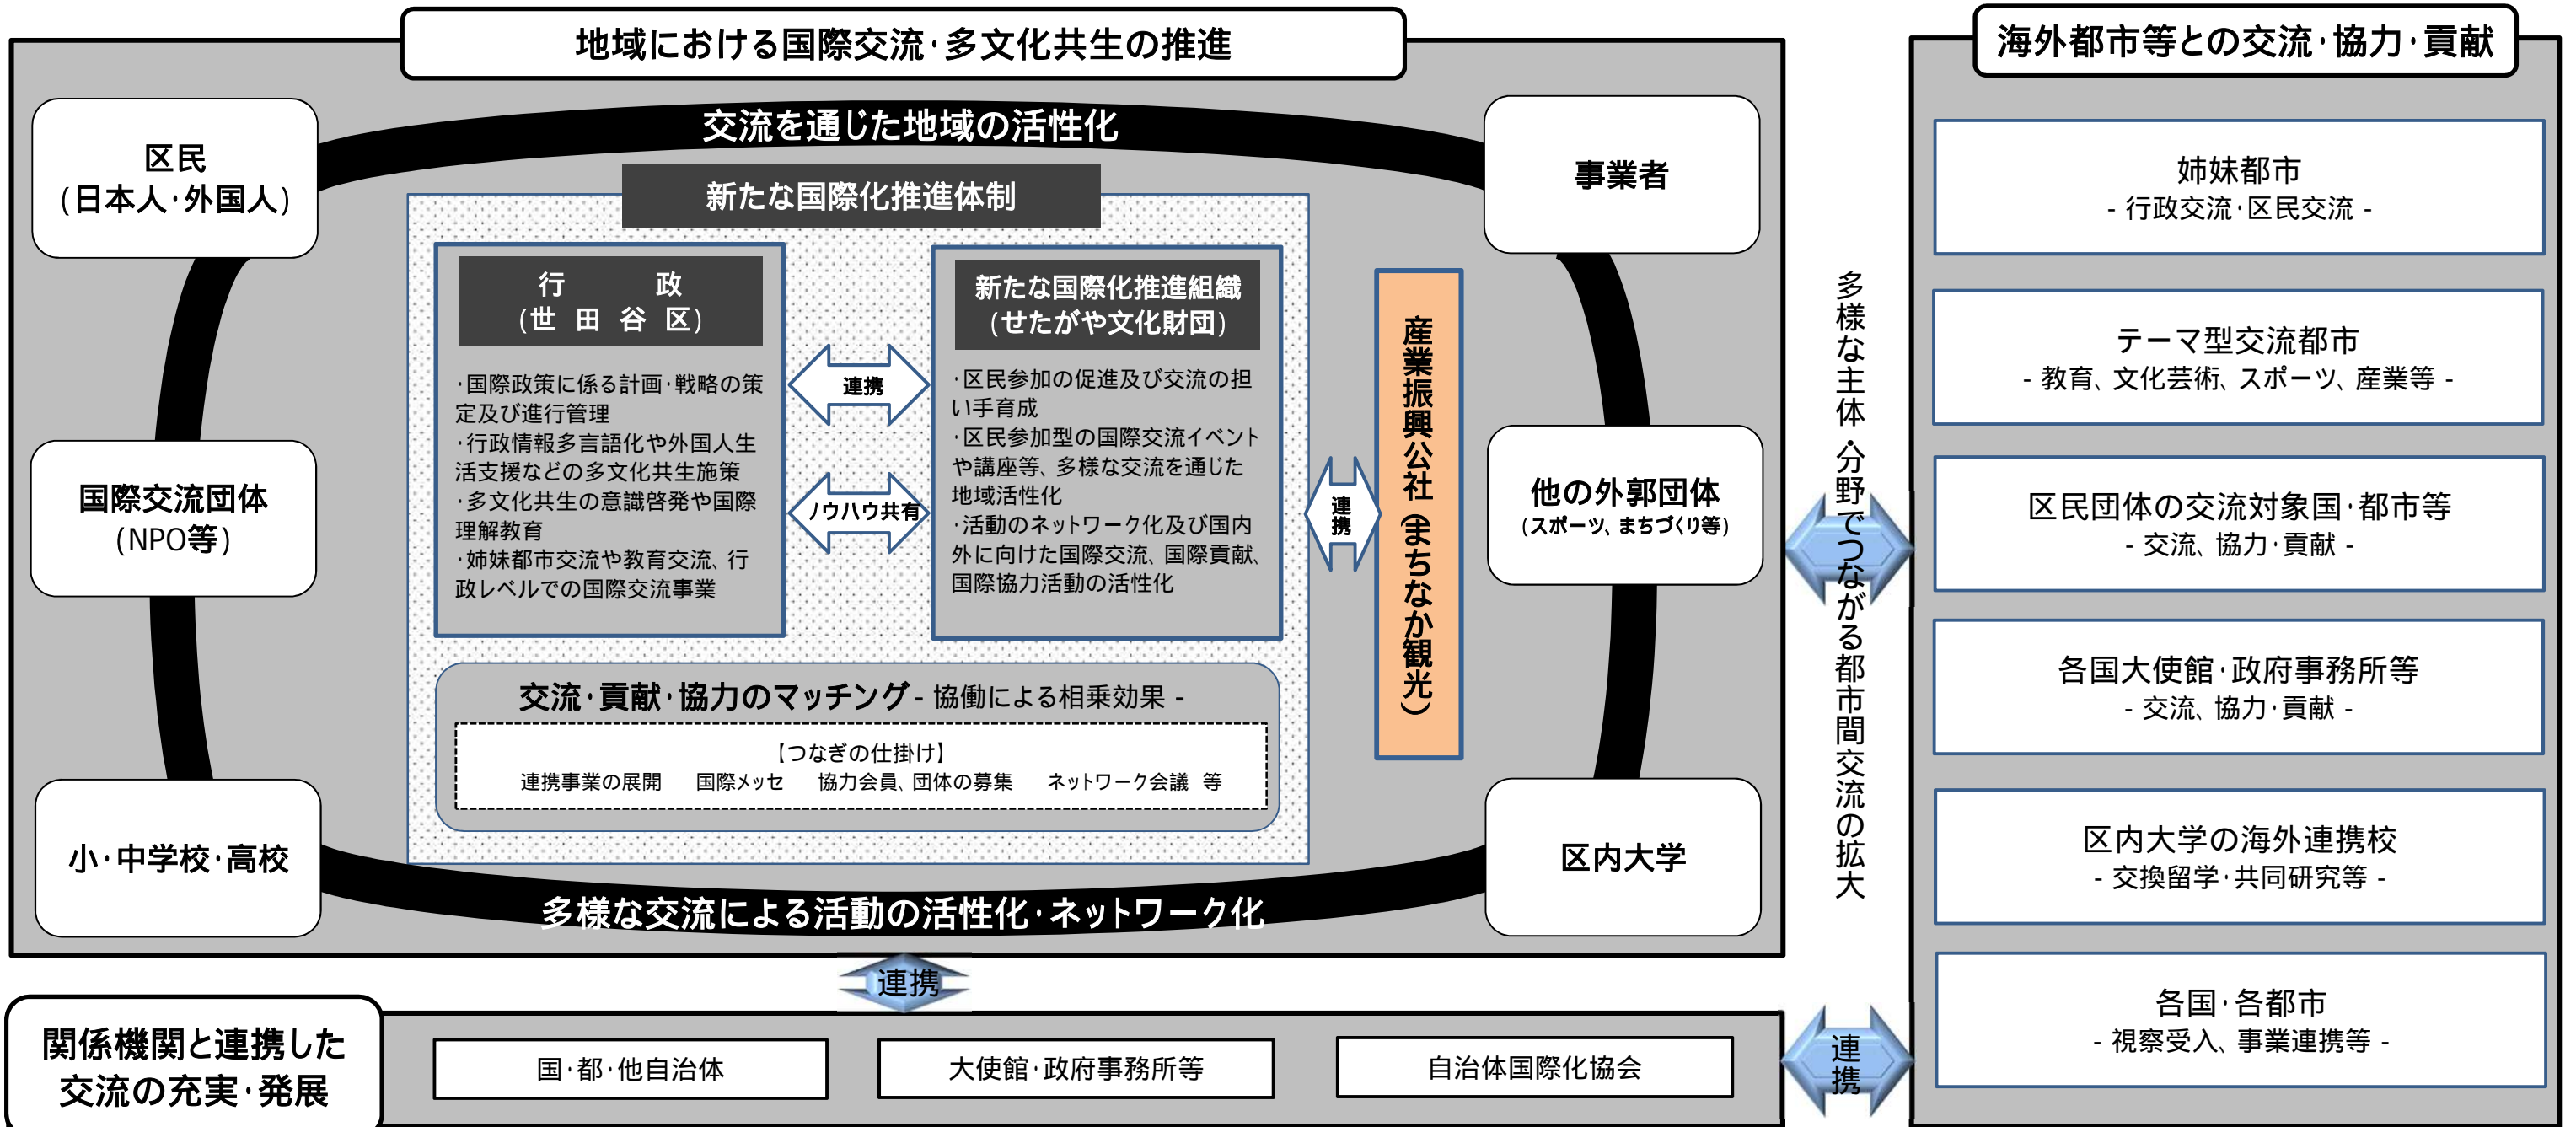 地域における国際交流･多文化共生の推進
交流を通じた地域の活性化
区民
(日本人･外国人)
事業者
新たな国際化推進体制
行　政
(世 田 谷 区)
･国際政策に係る計画･戦略の策
定及び進行管理
･行政情報多言語化や外国人生
活支援などの多文化共生施策
･多文化共生の意識啓発や国際
理解教育
･姉妹都市交流や教育交流、行
政レベルでの国際交流事業
連携
ノウハウ共有
新たな国際化推進組織
(せたがや文化財団)
･区民参加の促進及び交流の担
い手育成
･区民参加型の国際交流イベント
や講座等、多様な交流を通じた
地域活性化
･活動のネットワーク化及び国内
外に向けた国際交流、国際貢献、
国際協力活動の活性化
連携
産業振興公社(まちなか観光)
国際交流団体
(NPO等)
他の外郭団体
(スポーツ、まちづくり等)
交流･貢献･協力のマッチング - 協働による相乗効果 -
【つなぎの仕掛け】
連携事業の展開　国際メッセ　協力会員、団体の募集　ネットワーク会議 等
小･中学校･高校
区内大学
多様な交流による活動の活性化･ネットワーク化
多様な主体･分野でつながる都市間交流の拡大
海外都市等との交流･協力･貢献
姉妹都市
- 行政交流･区民交流 -
テーマ型交流都市
- 教育、文化芸術、スポーツ、産業等 -
区民団体の交流対象国･都市等
- 交流、協力･貢献 -
各国大使館･政府事務所等
- 交流、協力･貢献 -
区内大学の海外連携校
- 交換留学･共同研究等 -
各国･各都市
- 視察受入、事業連携等 -
連携
関係機関と連携した
交流の充実･発展
国･都･他自治体
大使館･政府事務所等
自治体国際化協会
連携